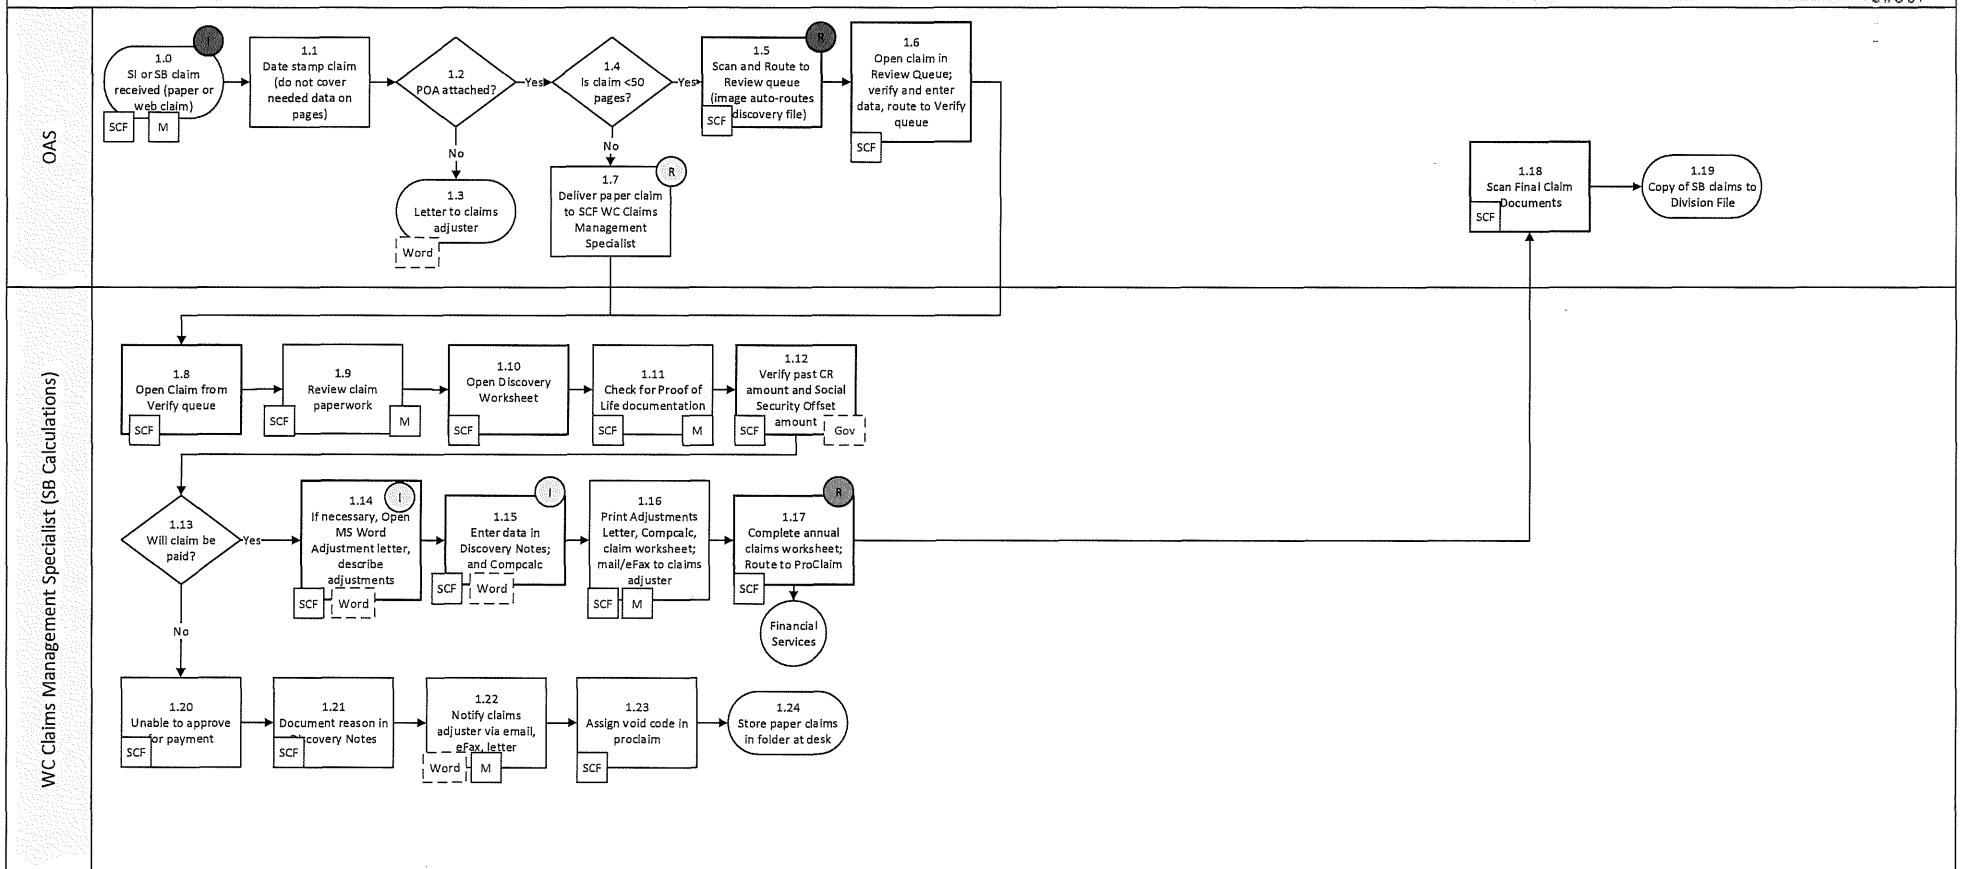 OAS
I
1.0
SI or SB claim
received (paper or
web claim)
SCF
M
1.1
Date stamp claim
(do not cover
needed data on
pages)
1.2
POA attached?
Yes
No
1.3
Letter to claims
adjuster
Word
1.4
Is claim <50
pages?
Yes
No
R
1.5
Scan and Route to
Review queue
(image auto-routes
discovery file)
SCF
1.6
Open claim in
Review Queue;
verify and enter
data, route to Verify
queue
SCF
R
1.7
Deliver paper claim
to SCF WC Claims
Management
Specialist
1.18
Scan Final Claim
Documents
SCF
1.19
Copy of SB claims to
Division File
WC Claims Management Specialist (SB Calculations)
1.8
Open Claim from
Verify queue
SCF
1.9
Review claim
paperwork
SCF
M
1.10
Open Discovery
Worksheet
SCF
1.11
Check for Proof of
Life documentation
SCF
M
1.12
Verify past CR
amount and Social
Security Offset
amount
SCF
Gov
1.13
Will claim be
paid?
Yes
No
I
1.14
If necessary, Open
MS Word
Adjustment letter,
describe
adjustments
SCF
Word
I
1.15
Enter data in
Discovery Notes;
and Compcalc
SCF
Word
1.16
Print Adjustments
Letter, Compcalc,
claim worksheet;
mail/eFax to claims
adjuster
SCF
M
R
1.17
Complete annual
claims worksheet;
Route to ProClaim
SCF
Financial
Services
1.20
Unable to approve
for payment
SCF
1.21
Document reason in
Discovery Notes
SCF
1.22
Notify claims
adjuster via email,
eFax, letter
Word
M
1.23
Assign void code in
proclaim
SCF
1.24
Store paper claims
in folder at desk